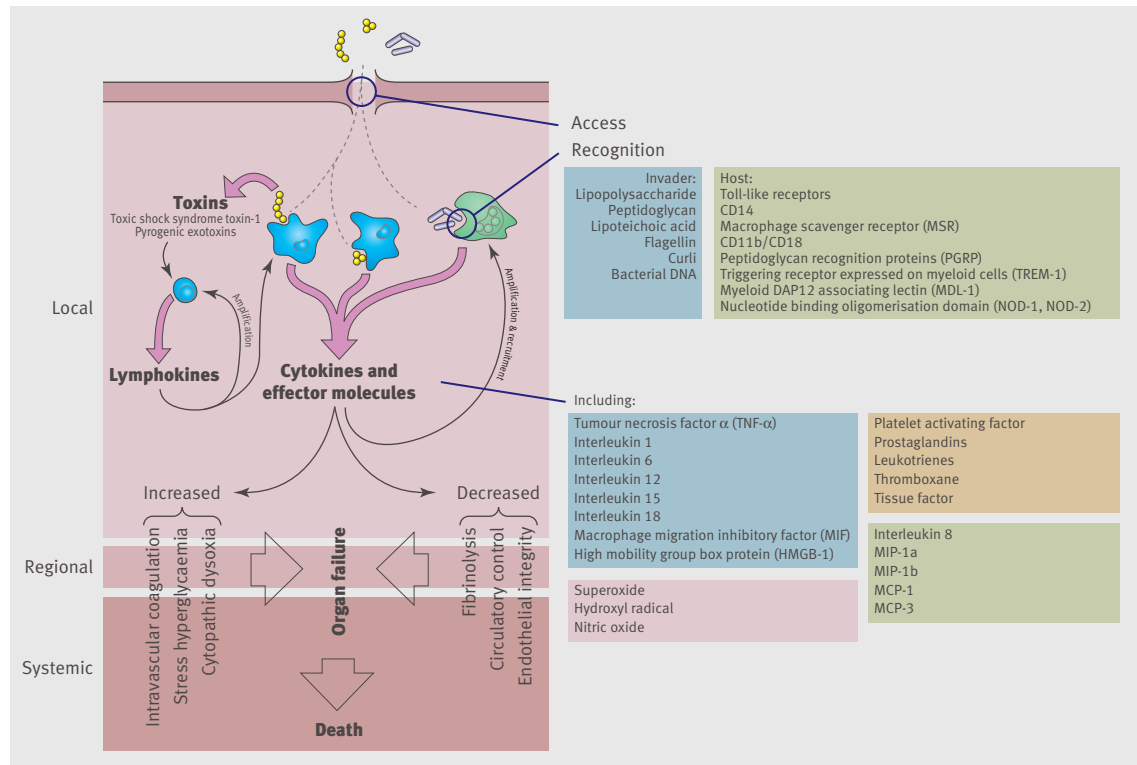 Access
Recognition
Invader:
Lipopolysaccharide
Peptidoglycan
Lipoteichoic acid
Flagellin
Curli
Bacterial DNA
Host:
Toll-like receptors
CD14
Macrophage scavenger receptor (MSR)
CD11b/CD18
Peptidoglycan recognition proteins (PGRP)
Triggering receptor expressed on myeloid cells (TREM-1)
Myeloid DAP12 associating lectin (MDL-1)
Nucleotide binding oligomerisation domain (NOD-1, NOD-2)
Toxins
Toxic shock syndrome toxin-1
Pyrogenic exotoxins
Local
Amplification
Amplification & recruitment
Lymphokines
Cytokines and
effector molecules
Including:
Tumour necrosis factor α (TNF-α)
Interleukin 1
Interleukin 6
Interleukin 12
Interleukin 15
Interleukin 18
Macrophage migration inhibitory factor (MIF)
High mobility group box protein (HMGB-1)
Platelet activating factor
Prostaglandins
Leukotrienes
Thromboxane
Tissue factor
Interleukin 8
MIP-1a
MIP-1b
MCP-1
MCP-3
Superoxide
Hydroxyl radical
Nitric oxide
Increased
Intravascular coagulation
Stress hyperglycaemia
Cytopathic dysoxia
Decreased
Fibrinolysis
Circulatory control
Endothelial integrity
Regional
Organ failure
Systemic
Death